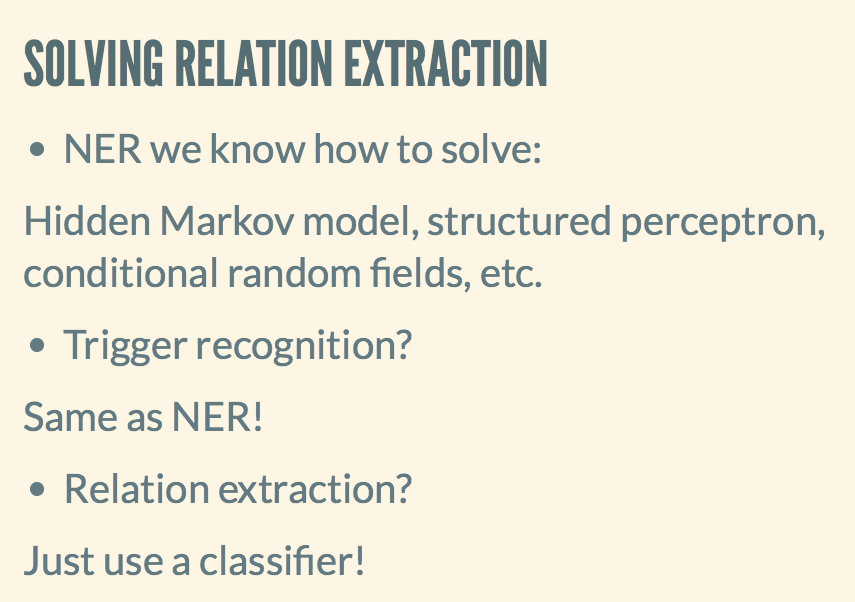 SOLVING RELATION EXTRACTION
• NER we know how to solve:
Hidden Markov model, structured perceptron,
conditional random fields, etc.
• Trigger recognition?
Same as NER!
• Relation extraction?
Just use a classifier!